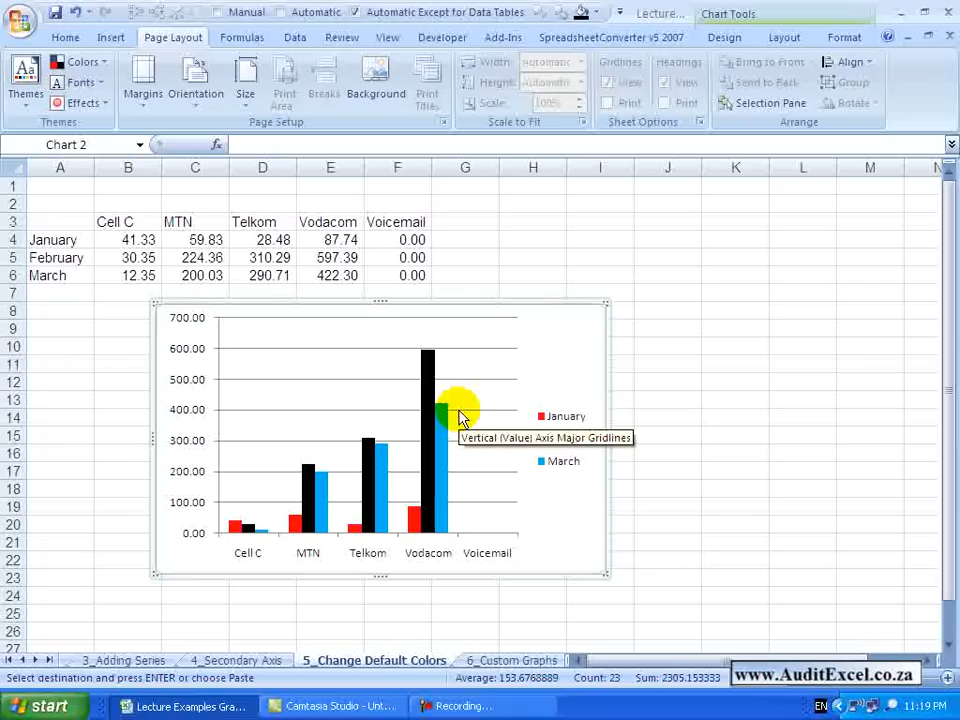 Manual Automatic Automatic Except for Data Tables Lecture... Chart Tools
Home Insert Page Layout Formulas Data Review View Developer Add-Ins SpreadsheetConverter v5 2007 Design Layout Format
Themes Colors Fonts Effects Margins Orientation Size Print Area Breaks Background Print Titles
Width: Automatic Height: Automatic Scale: 100%
Gridlines Headings
View View
Print Print
Bring to Front Send to Back Selection Pane Align Group Rotate
Themes Page Setup Scale to Fit Sheet Options Arrange
Chart 2 fx
A B C D E F G H I J K L M N
1
2
3 Cell C MTN Telkom Vodacom Voicemail
4 January 41.33 59.83 28.48 87.74 0.00
5 February 30.35 224.36 310.29 597.39 0.00
6 March 12.35 200.03 290.71 422.30 0.00
7
8
9
10
11
12
13
14
15
16
17
18
19
20
21
22
23
24
25
26
27
700.00
600.00
500.00
400.00
300.00
200.00
100.00
0.00
Cell C MTN Telkom Vodacom Voicemail
January
Vertical (Value) Axis Major Gridlines
March
3_Adding Series 4_Secondary Axis 5_Change Default Colors 6_Custom Graphs
Select destination and press ENTER or choose Paste Average: 153.6768889 Count: 23 Sum: 2305.153333
www.AuditExcel.co.za
start Lecture Examples Gra... Camtasia Studio - Unt... Recording... EN 11:19 PM